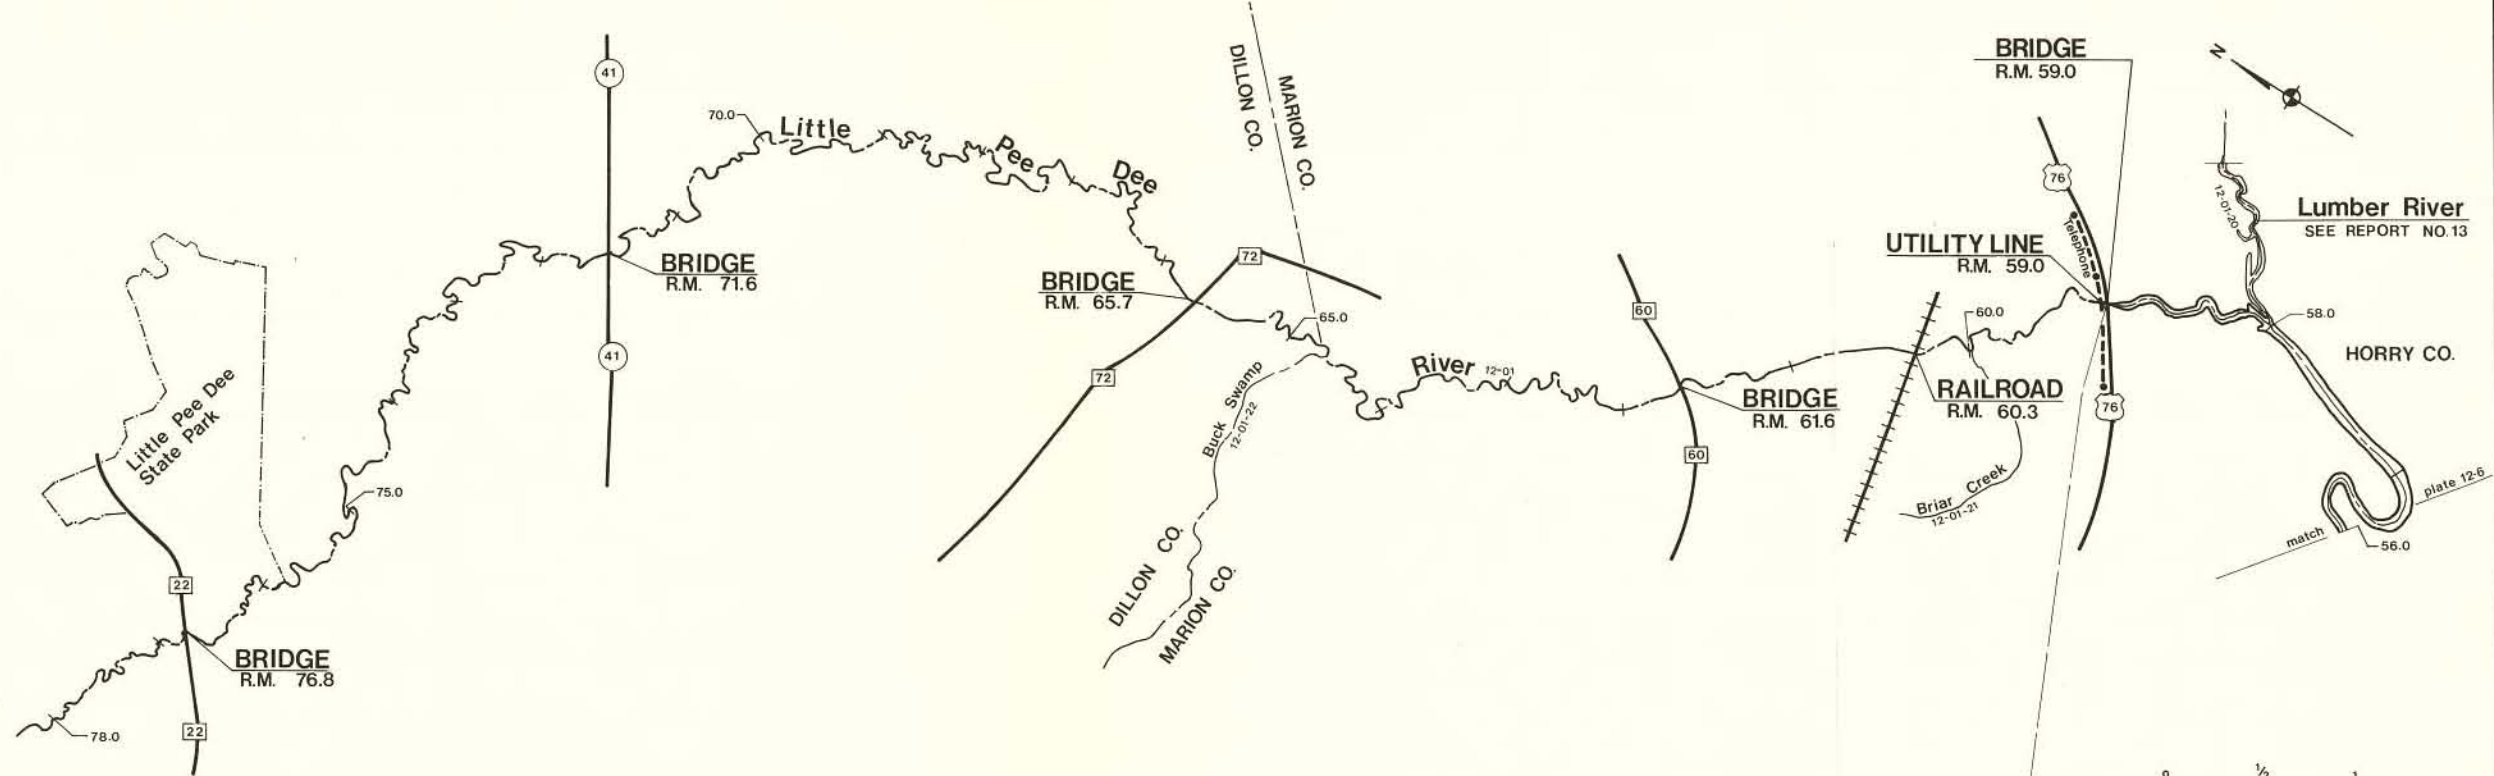 BRIDGE
R.M. 59.0
N
41
70.0
Little
Pee
Dee
DILLON CO.
MARION CO.
76
12-01-20
Lumber River
SEE REPORT NO.13
Telephone
UTILITY LINE
R.M. 59.0
BRIDGE
R.M. 71.6
72
BRIDGE
R.M. 65.7
65.0
60
60.0
58.0
HORRY CO.
41
72
River 12-01
Buck Swamp
12-01-22
BRIDGE
R.M. 61.6
RAILROAD
R.M. 60.3
76
Little Pee Dee
State Park
75.0
60
Briar Creek
12-01-21
plate 12-6
match
56.0
DILLON CO.
MARION CO.
22
BRIDGE
R.M. 76.8
22
78.0
0
1/2
1